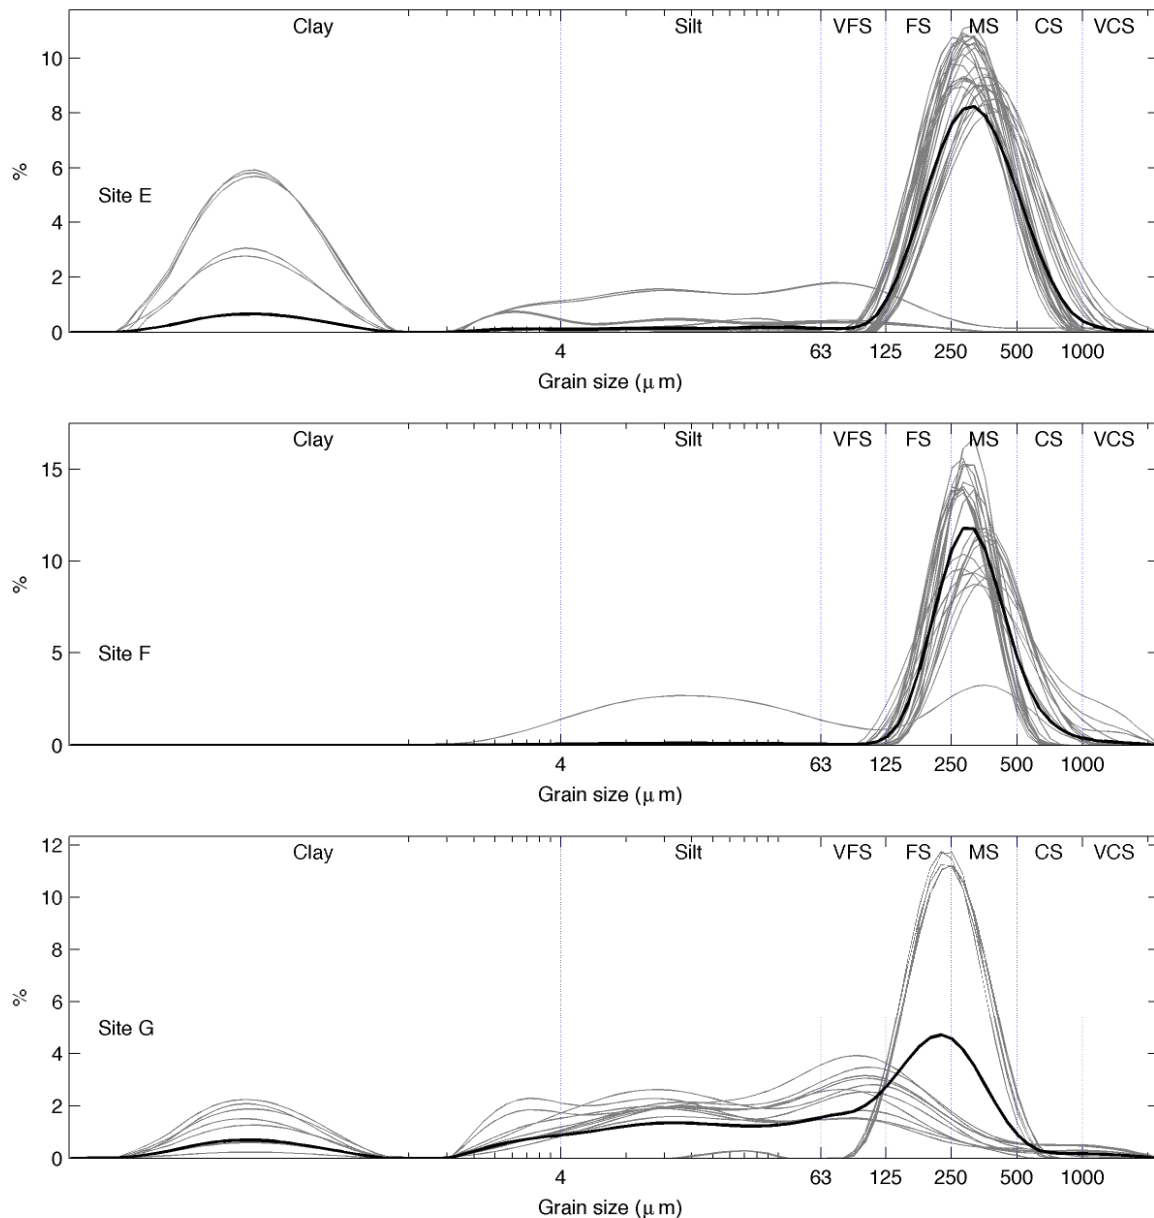 Clay Silt VFS FS MS CS VCS
10
8
%
6
Site E
4
2
0
4 63 125 250 500 1000
Grain size (μ m)
Clay Silt VFS FS MS CS VCS
15
10
%
5
Site F
0
4 63 125 250 500 1000
Grain size (μ m)
12
Clay Silt VFS FS MS CS VCS
10
8
%
6
Site G
4
2
0
4 63 125 250 500 1000
Grain size (μ m)